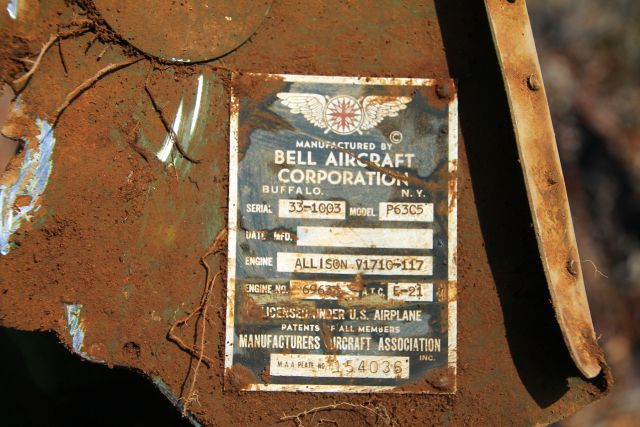 ©
MANUFACTURED BY
BELL AIRCRAFT
CORPORATION
BUFFALO. N.Y.
SERIAL 33-1003 MODEL P63C5
DATE MFD.
ENGINE ALLISON V1710-117
ENGINE NO. A.T.C. E-21
LICENSED UNDER U.S. AIRPLANE
PATENTS OF ALL MEMBERS
MANUFACTURERS AIRCRAFT ASSOCIATION
INC.
M A A PLATE NO 154036